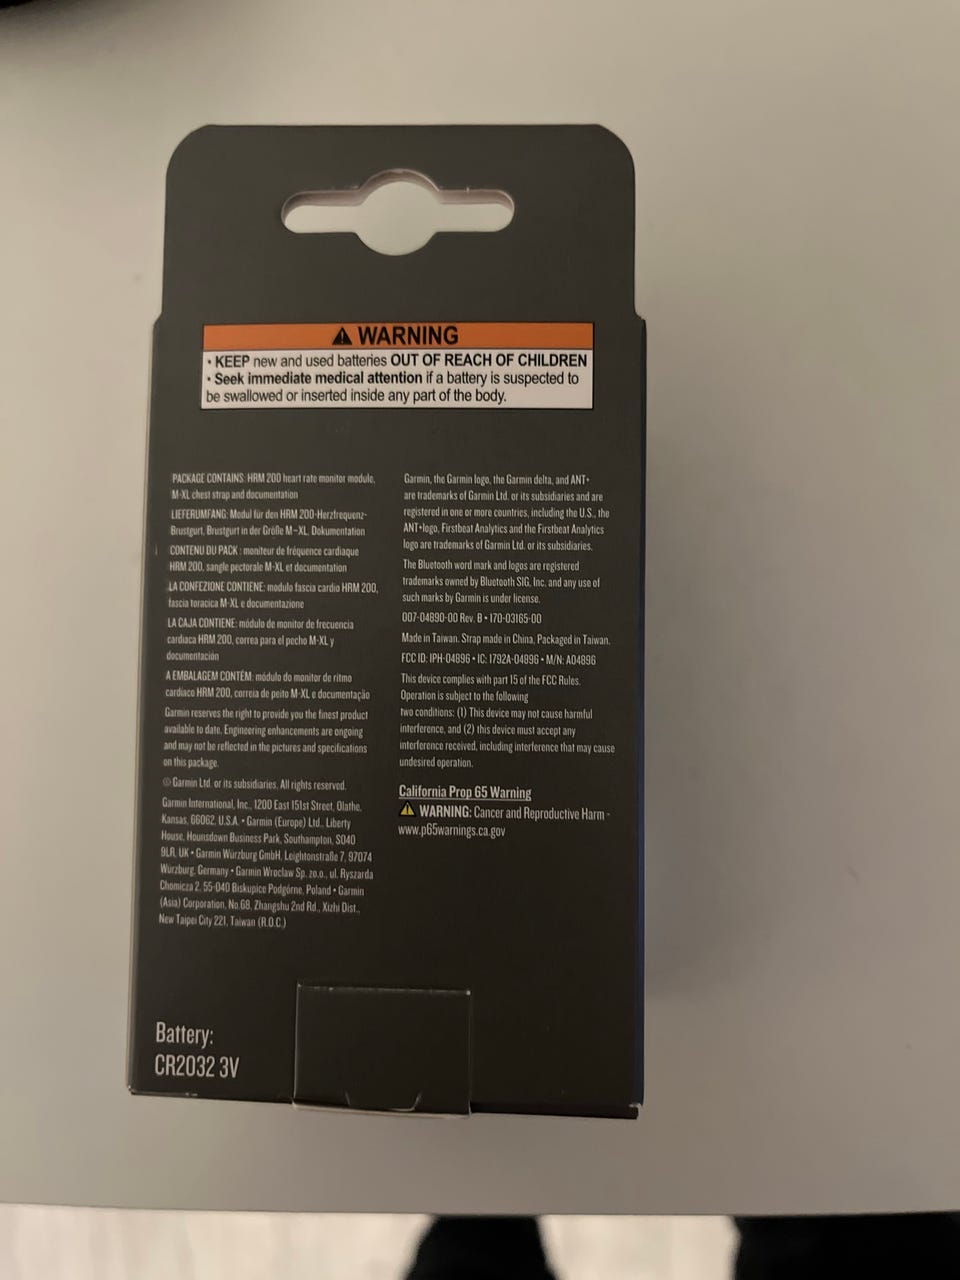 WARNING
• KEEP new and used batteries OUT OF REACH OF CHILDREN
• Seek immediate medical attention if a battery is suspected to
be swallowed or inserted inside any part of the body.
PACKAGE CONTAINS: HRM 200 heart rate monitor module,
M-XL chest strap and documentation
LIEFERUMFANG: Modul für den HRM 200-Herzfrequenz-
Brustgurt, Brustgurt in der Größe M–XL, Dokumentation
CONTENU DU PACK : moniteur de fréquence cardiaque
HRM 200, sangle pectorale M-XL et documentation
LA CONFEZIONE CONTIENE: modulo fascia cardio HRM 200,
fascia toracica M-XL e documentazione
LA CAJA CONTIENE: módulo de monitor de frecuencia
cardiaca HRM 200, correa para el pecho M-XL y
documentación
A EMBALAGEM CONTÉM: módulo do monitor de ritmo
cardíaco HRM 200, correia de peito M-XL e documentação
Garmin reserves the right to provide you the finest product
available to date. Engineering enhancements are ongoing
and may not be reflected in the pictures and specifications
on this package.
© Garmin Ltd. or its subsidiaries. All rights reserved.
Garmin International, Inc., 1200 East 151st Street, Olathe,
Kansas, 66062, U.S.A. • Garmin (Europe) Ltd., Liberty
House, Hounsdown Business Park, Southampton, SO40
9LR, UK • Garmin Würzburg GmbH, Leightonstraße 7, 97074
Würzburg, Germany • Garmin Wroclaw Sp. zo.o., ul. Ryszarda
Chomicza 2, 55-040 Biskupice Podgórne, Poland • Garmin
(Asia) Corporation, No.68, Zhangshu 2nd Rd., Xizhi Dist.,
New Taipei City 221, Taiwan (R.O.C.)
Garmin, the Garmin logo, the Garmin delta, and ANT+
are trademarks of Garmin Ltd. or its subsidiaries and are
registered in one or more countries, including the U.S., the
ANT+logo, Firstbeat Analytics and the Firstbeat Analytics
logo are trademarks of Garmin Ltd. or its subsidiaries.
The Bluetooth word mark and logos are registered
trademarks owned by Bluetooth SIG, Inc. and any use of
such marks by Garmin is under license.
007-04890-00 Rev. B • 170-03165-00
Made in Taiwan. Strap made in China, Packaged in Taiwan.
FCC ID: IPH-04896 • IC: 1792A-04896 • M/N: A04896
This device complies with part 15 of the FCC Rules.
Operation is subject to the following
two conditions: (1) This device may not cause harmful
interference, and (2) this device must accept any
interference received, including interference that may cause
undesired operation.
California Prop 65 Warning
WARNING: Cancer and Reproductive Harm -
www.p65warnings.ca.gov
Battery:
CR2032 3V